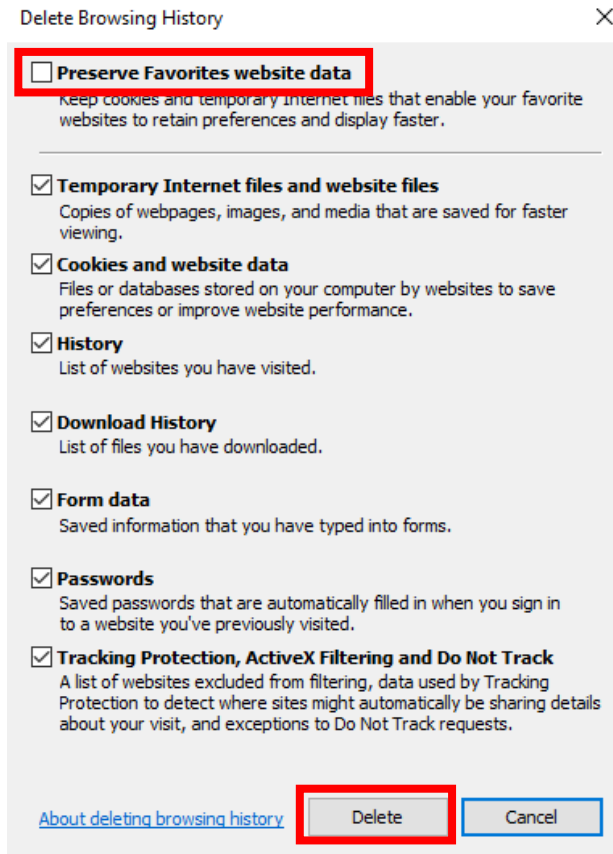 Delete Browsing History
Preserve Favorites website data
Keep cookies and temporary Internet files that enable your favorite
websites to retain preferences and display faster.
Temporary Internet files and website files
Copies of webpages, images, and media that are saved for faster
viewing.
Cookies and website data
Files or databases stored on your computer by websites to save
preferences or improve website performance.
History
List of websites you have visited.
Download History
List of files you have downloaded.
Form data
Saved information that you have typed into forms.
Passwords
Saved passwords that are automatically filled in when you sign in
to a website you've previously visited.
Tracking Protection, ActiveX Filtering and Do Not Track
A list of websites excluded from filtering, data used by Tracking
Protection to detect where sites might automatically be sharing details
about your visit, and exceptions to Do Not Track requests.
About deleting browsing history
Delete
Cancel